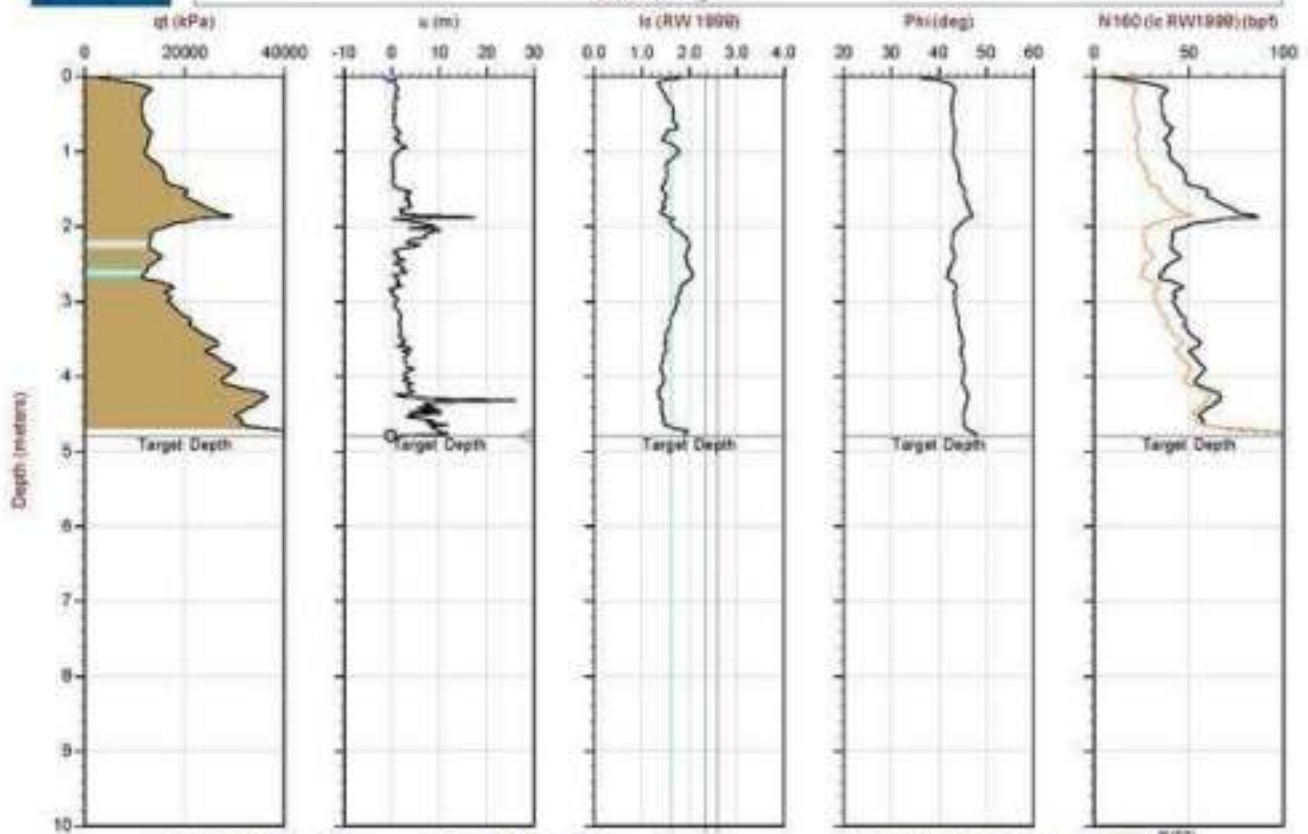 qt (kPa)
u (m)
Ic (RW 1998)
Phi (deg)
N160 (Ic RW1998) (bpf)
0 20000 40000
-10 0 10 20 30
0.0 1.0 2.0 3.0 4.0
20 30 40 50 60
0 50 100
0
1
2
3
4
Target Depth Target Depth Target Depth Target Depth Target Depth
5
6
7
8
9
10
Depth (meters)